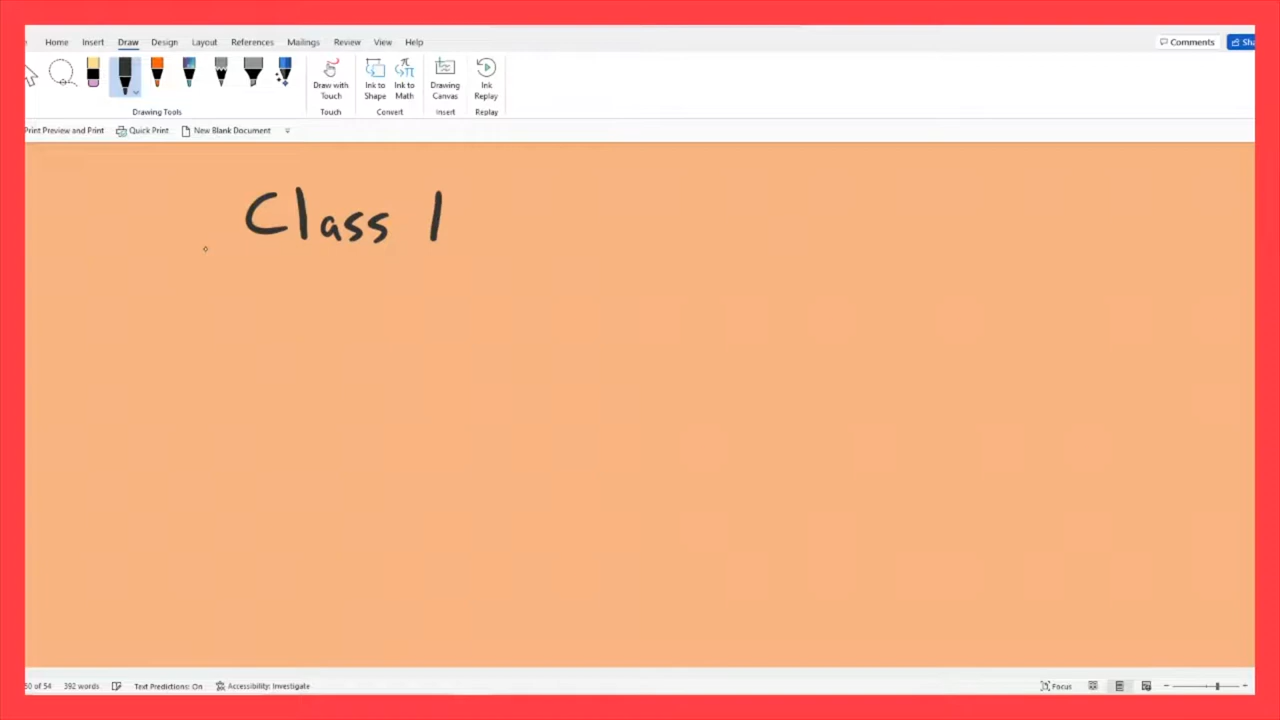 Home Insert Draw Design Layout References Mailings Review View Help Comments
Draw with Touch Ink to Shape Ink to Math Drawing Canvas Ink Replay
Drawing Tools Touch Convert Insert Replay
Print Preview and Print Quick Print New Blank Document
Class 1
of 54 392 words Text Predictions: On Accessibility: Investigate Focus